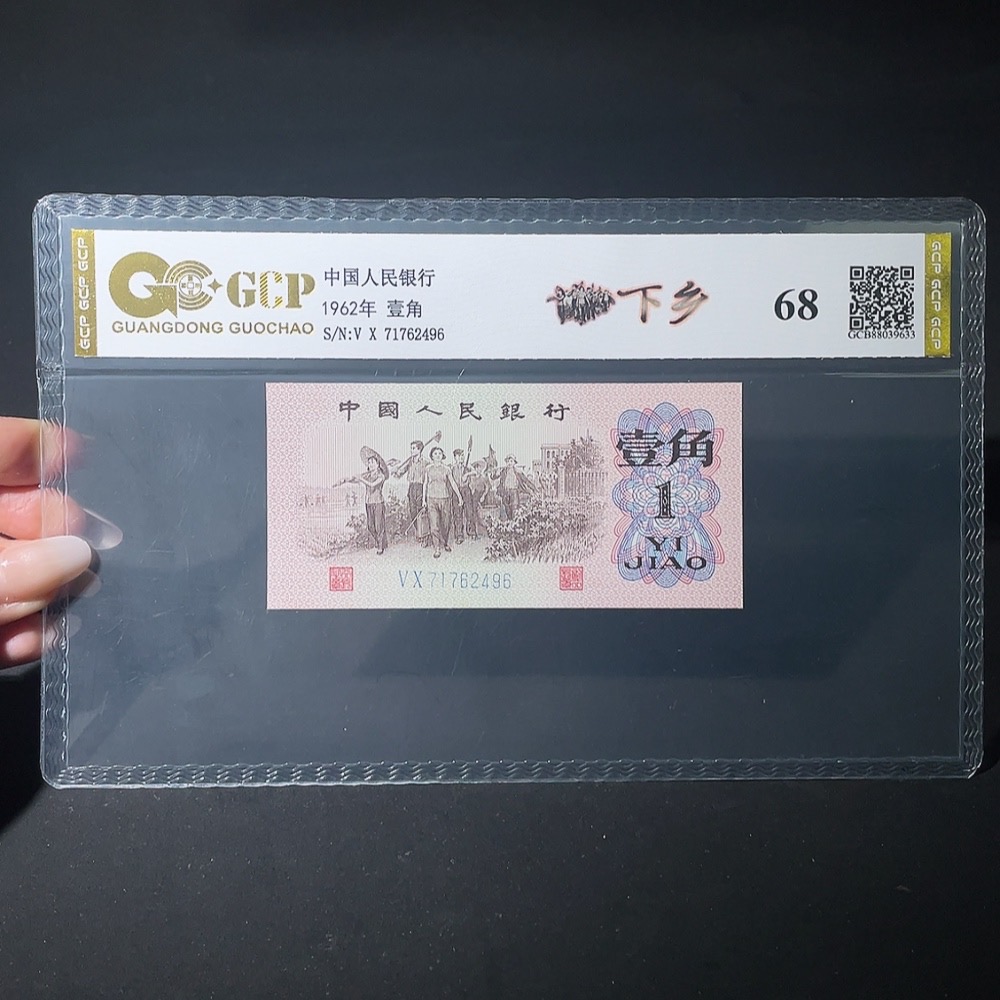 GCP GCP GCP
GCP
GUANGDONG GUOCHAO
中国人民银行
1962年 壹角
S/N:V X 71762496
下乡
68
GCB88039633
GCP GCP GCP
中國人民銀行
壹角
1
YI
JIAO
VX 71762496